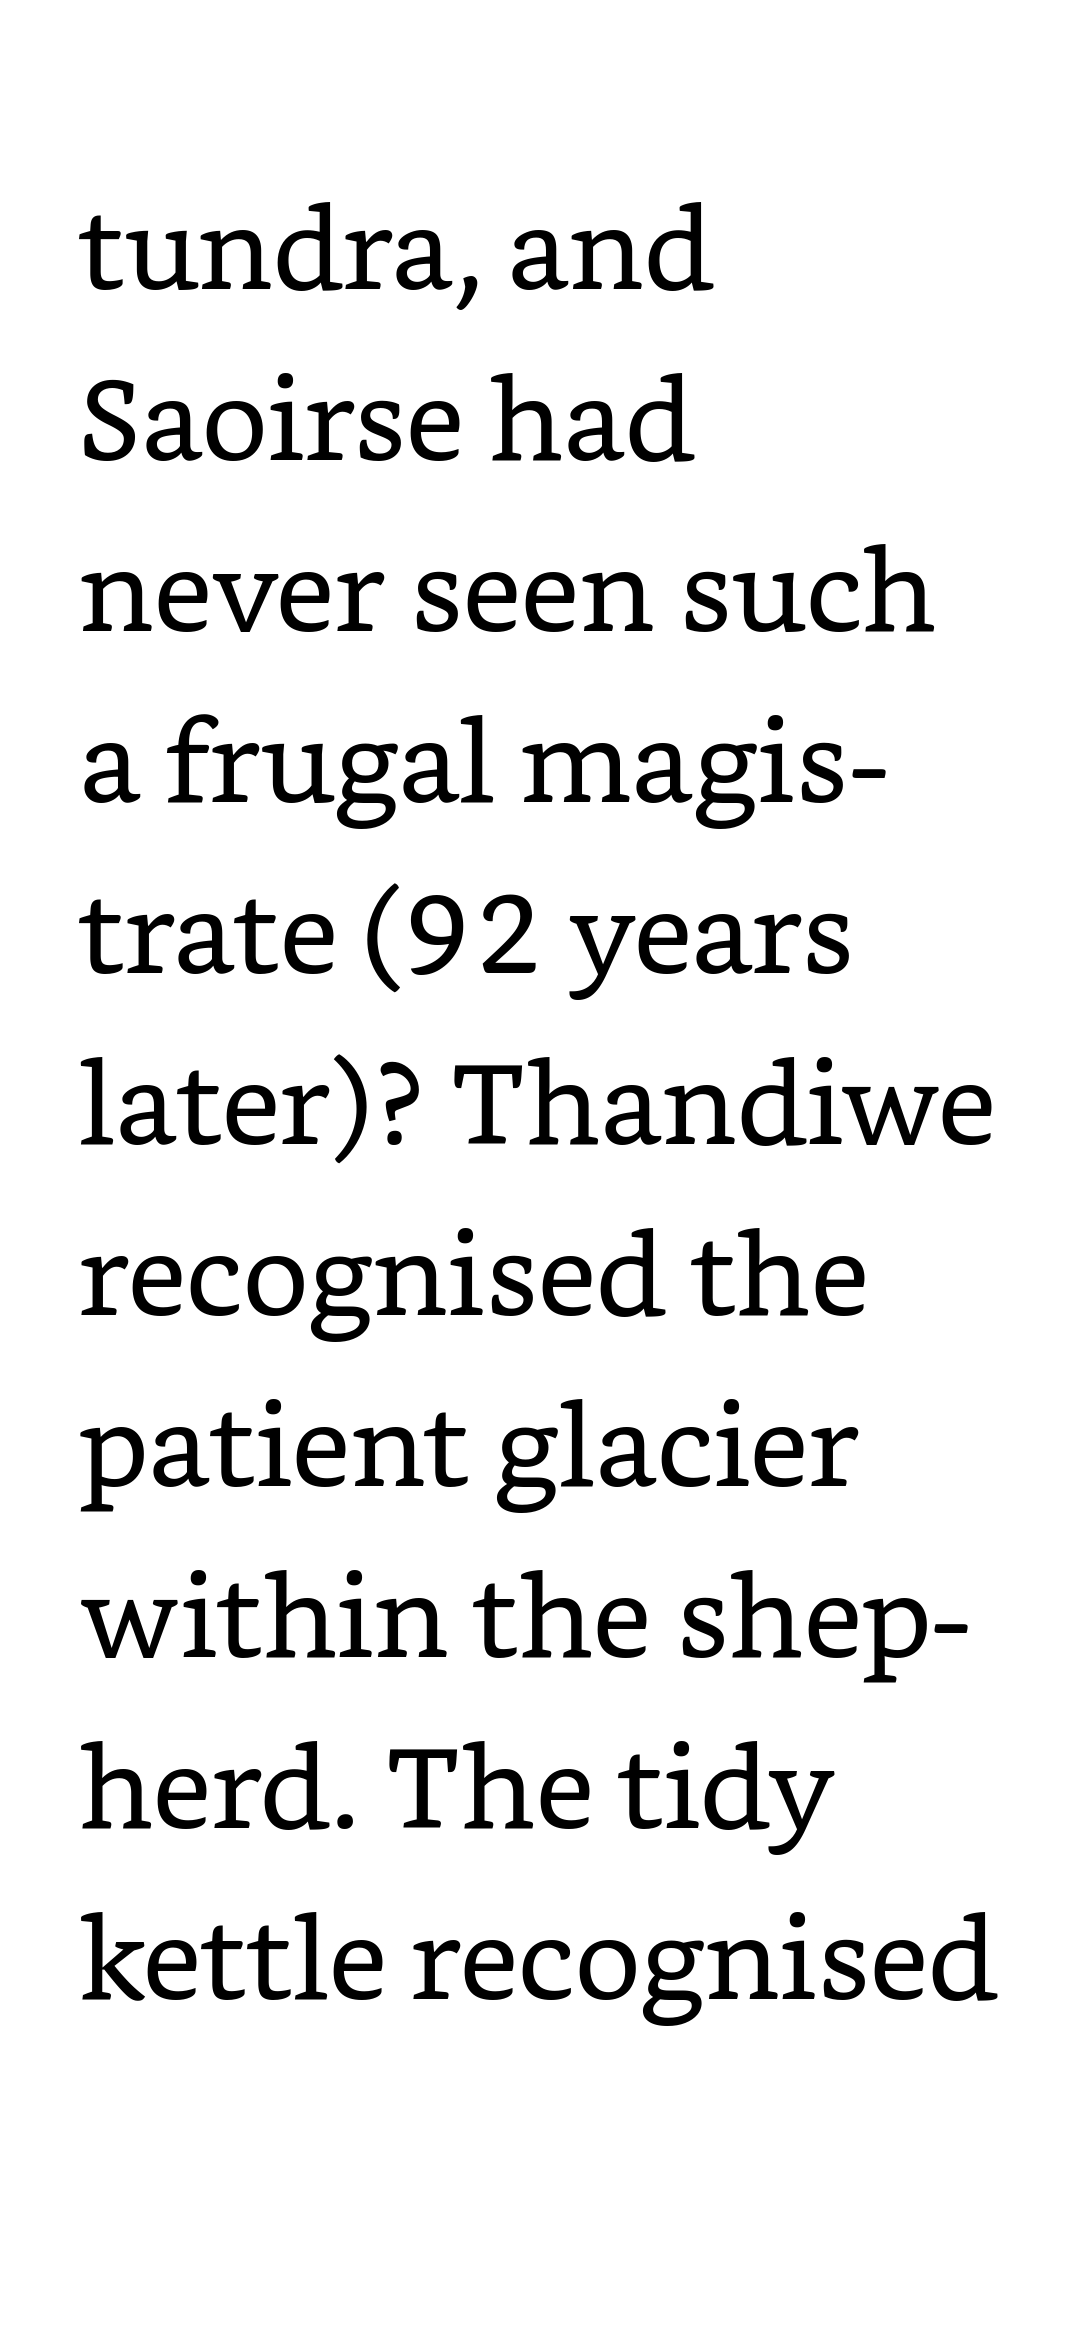 tundra, and
Saoirse had
never seen such
a frugal magis-
trate (92 years
later)? Thandiwe
recognised the
patient glacier
within the shep-
herd. The tidy
kettle recognised